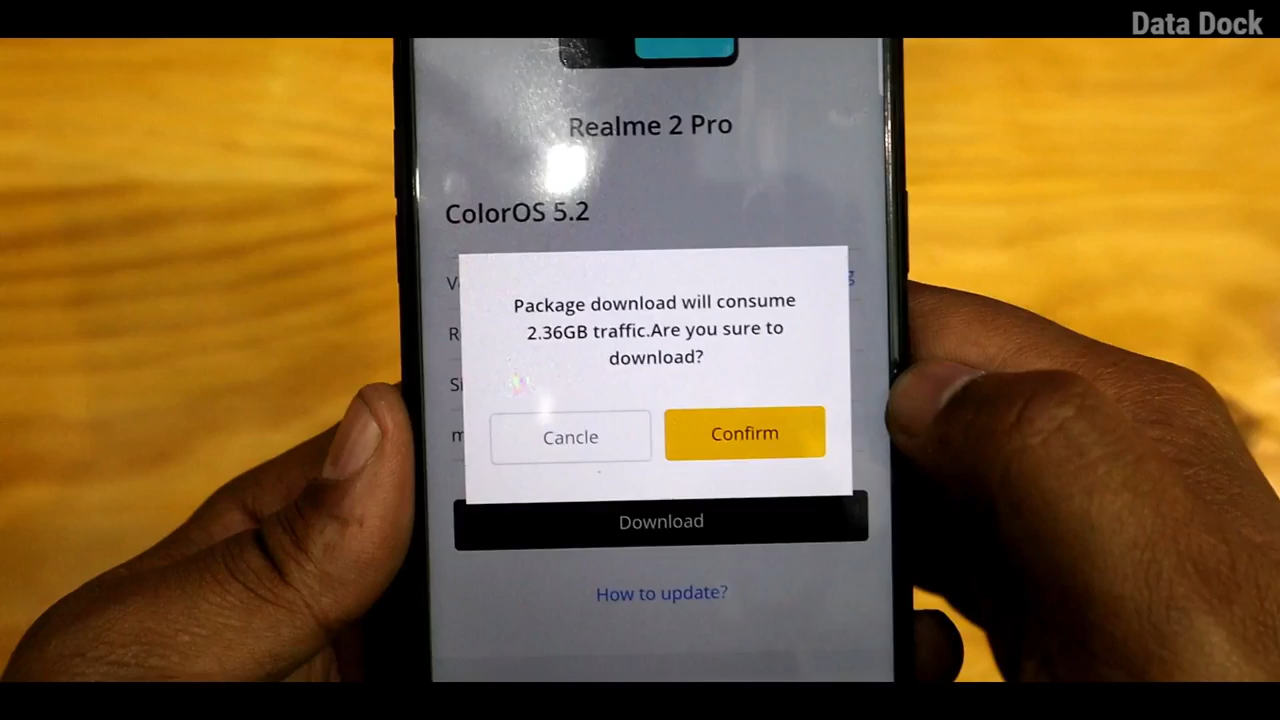 Data Dock
Realme 2 Pro
ColorOS 5.2
Package download will consume
2.36GB traffic.Are you sure to
download?
Cancle
Confirm
Download
How to update?